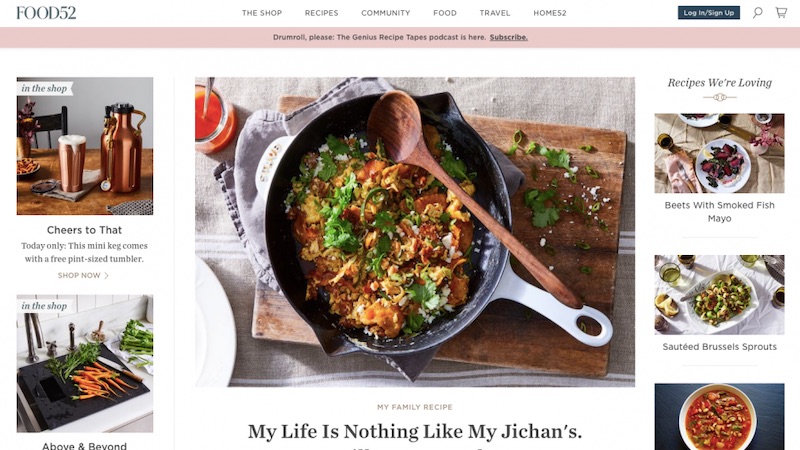 FOOD52
THE SHOP RECIPES COMMUNITY FOOD TRAVEL HOME52
Log In/Sign Up
Drumroll, please: The Genius Recipe Tapes podcast is here. Subscribe.
in the shop
Cheers to That
Today only: This mini keg comes
with a free pint-sized tumbler.
SHOP NOW
in the shop
Above & Beyond
MY FAMILY RECIPE
My Life Is Nothing Like My Jichan's.
Recipes We're Loving
Beets With Smoked Fish
Mayo
Sautéed Brussels Sprouts